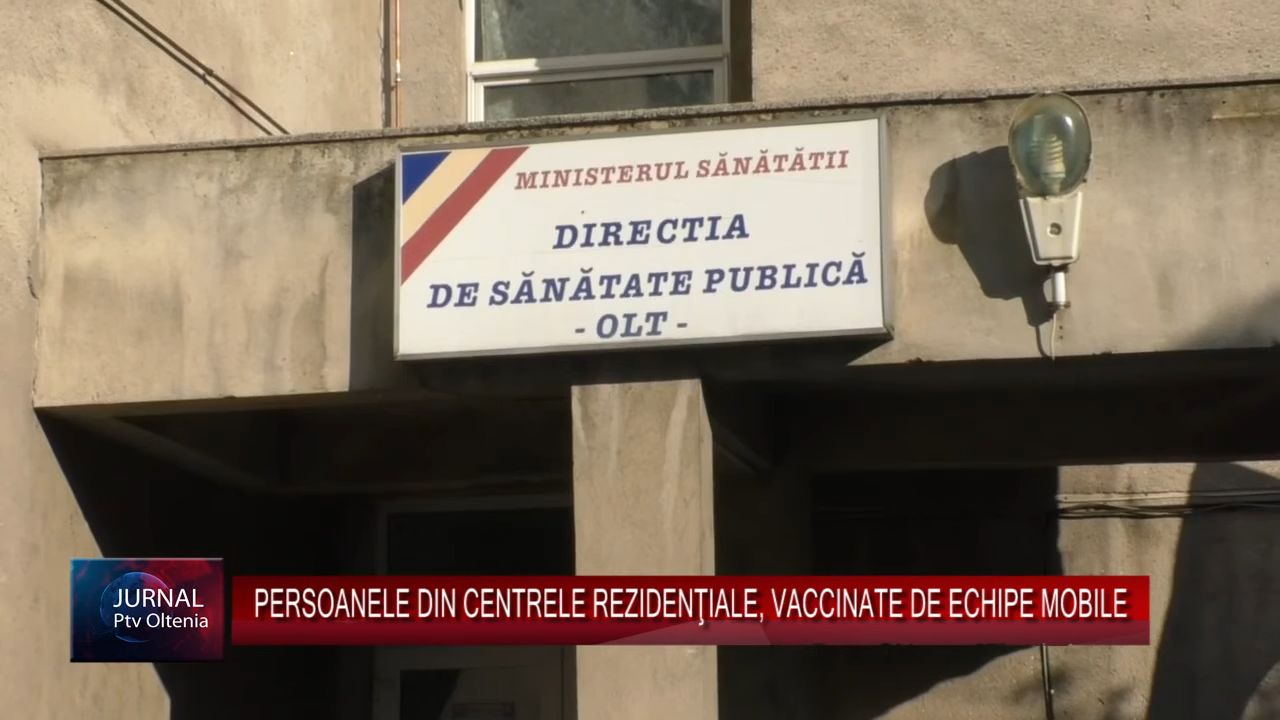 MINISTERUL SĂNĂTĂTII
DIRECTIA
DE SĂNĂTATE PUBLICĂ
- OLT -
JURNAL
Ptv Oltenia
PERSOANELE DIN CENTRELE REZIDENŢIALE, VACCINATE DE ECHIPE MOBILE